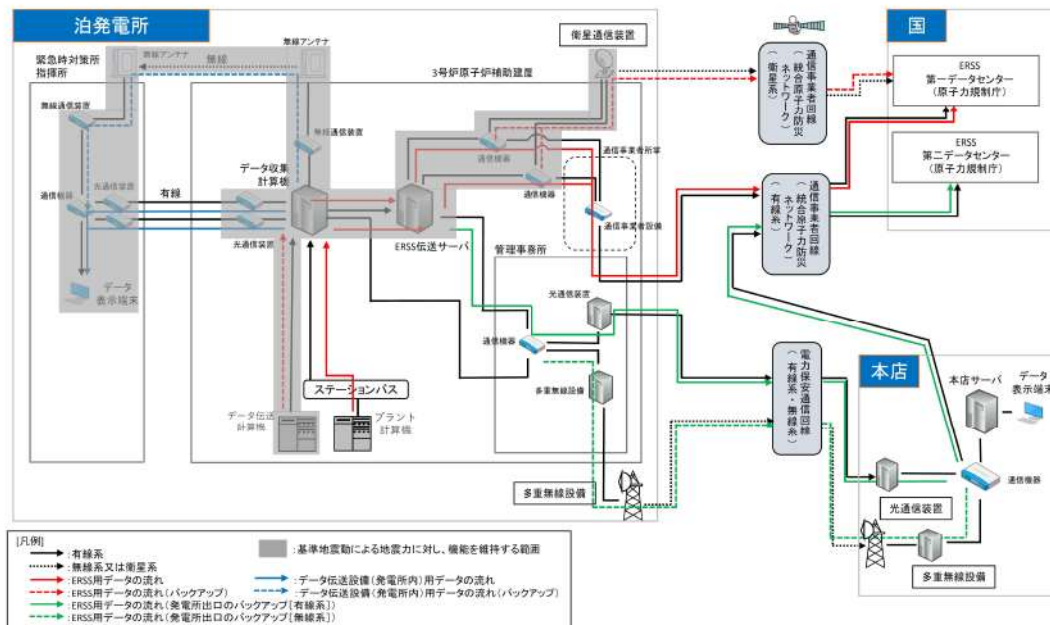 泊発電所
緊急時対策所
指揮所
無線アンテナ
無線
無線アンテナ
3号炉原子炉補助建屋
衛星通信装置
無線通信装置
無線通信装置
データ収集
計算機
通信機器
光通信装置
有線
光通信装置
ERSS伝送サーバ
通信機器
通信機器
通信事業者所掌
通信事業者設備
データ
表示端末
管理事務所
光通信装置
通信機器
多重無線設備
ステーションバス
データ伝送
計算機
プラント
計算機
多重無線設備
通信事業者回線
(統合原子力防災
ネットワーク)
(衛星系)
通信事業者回線
(統合原子力防災
ネットワーク)
(有線系)
電力保安通信回線
(有線系・無線系)
国
ERSS
第一データセンター
(原子力規制庁)
ERSS
第二データセンター
(原子力規制庁)
本店
本店サーバ
データ
表示端末
通信機器
光通信装置
多重無線設備
[凡例]
:有線系
:無線系又は衛星系
:ERSS用データの流れ
:ERSS用データの流れ(バックアップ)
:ERSS用データの流れ(発電所出口のバックアップ[有線系])
:ERSS用データの流れ(発電所出口のバックアップ[無線系])
:基準地震動による地震力に対し、機能を維持する範囲
:データ伝送設備(発電所内)用データの流れ
:データ伝送設備(発電所内)用データの流れ(バックアップ)